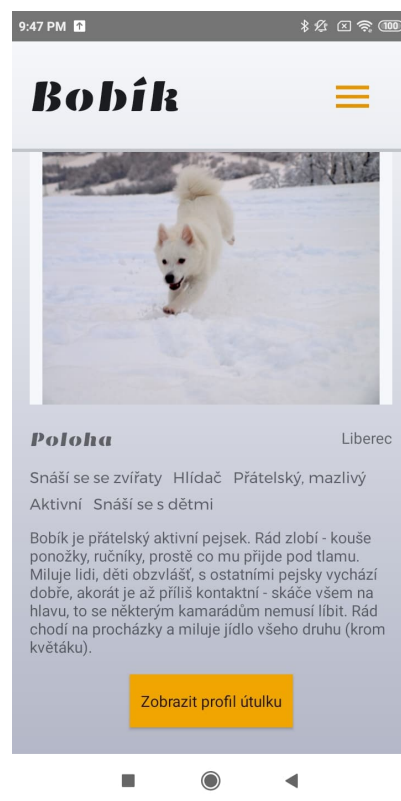 9:47 PM 100
Bobík
Poloha Liberec
Snáší se se zvířaty Hlídač Přátelský, mazlivý
Aktivní Snáší se s dětmi
Bobík je přátelský aktivní pejsek. Rád zlobí - kouše
ponožky, ručníky, prostě co mu přijde pod tlamu.
Miluje lidi, děti obzvlášť, s ostatními pejsky vychází
dobře, akorát je až příliš kontaktní - skáče všem na
hlavu, to se některým kamarádům nemusí líbit. Rád
chodí na procházky a miluje jídlo všeho druhu (krom
květáku).
Zobrazit profil útulku